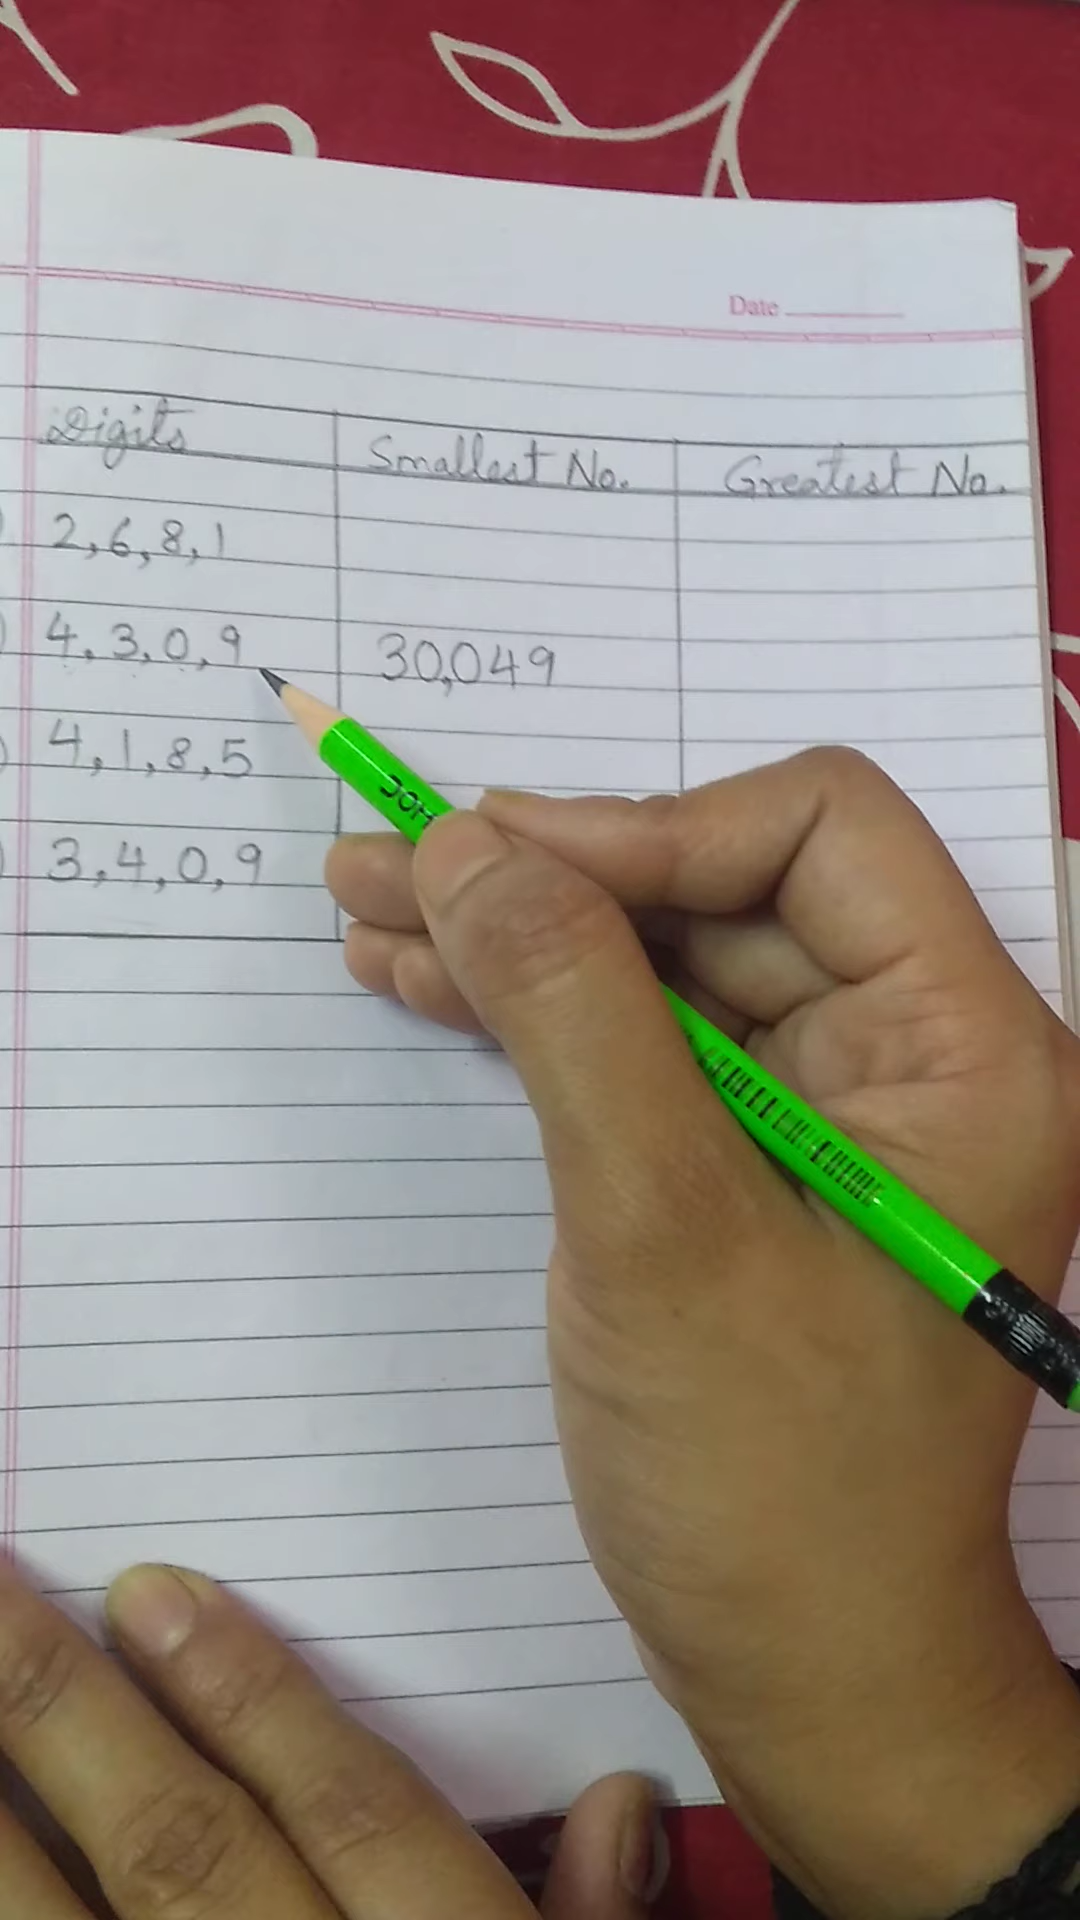 Date
Digits Smallest No. Greatest No.
2,6,8,1
4,3,0,9 30,049
4,1,8,5
3,4,0,9